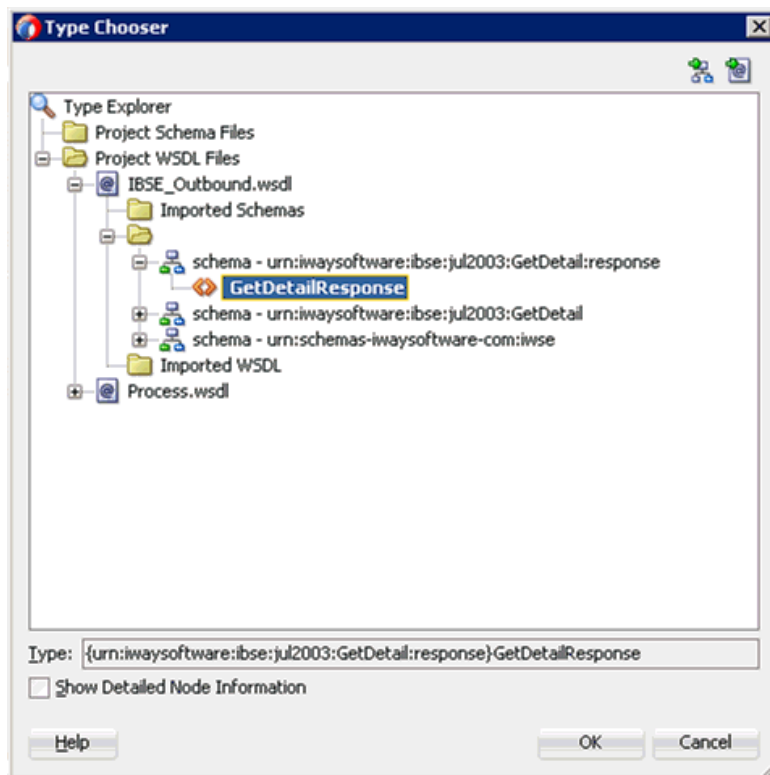 Type Chooser
Type Explorer
Project Schema Files
Project WSDL Files
IBSE_Outbound.wsdl
Imported Schemas
schema - urn:iwaysoftware:ibse:jul2003:GetDetail:response
GetDetailResponse
schema - urn:iwaysoftware:ibse:jul2003:GetDetail
schema - urn:schemas-iwaysoftware-com:iwse
Imported WSDL
Process.wsdl
Type: {urn:iwaysoftware:ibse:jul2003:GetDetail:response}GetDetailResponse
Show Detailed Node Information
Help OK Cancel